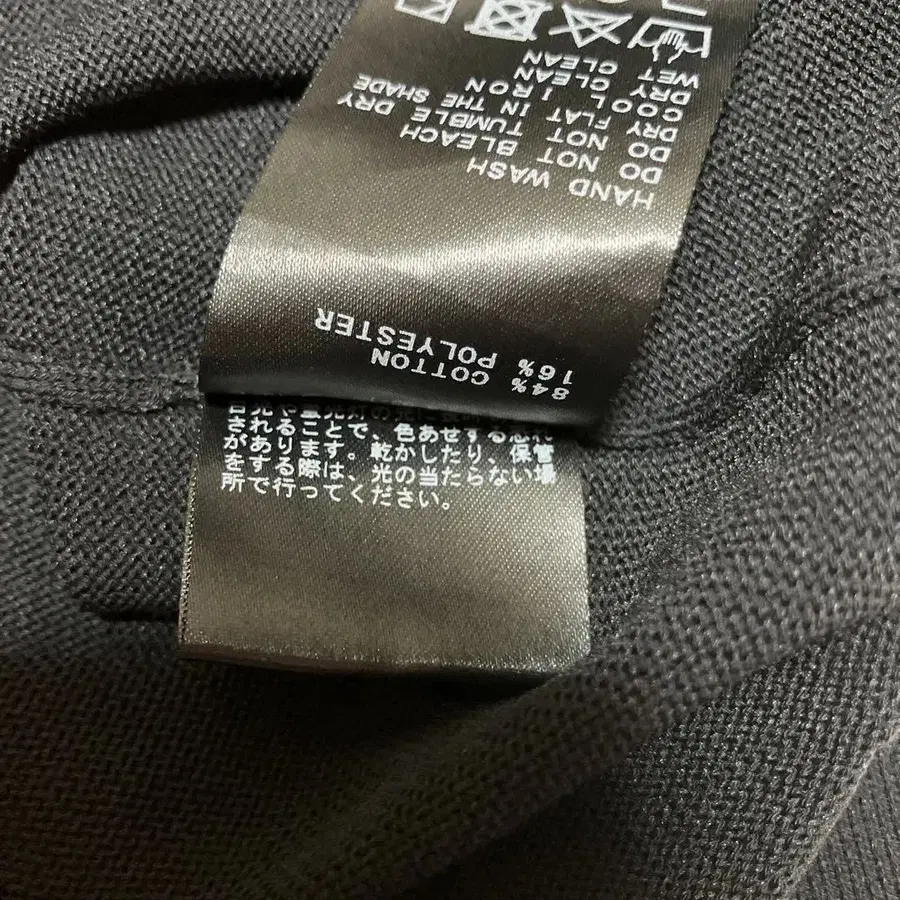 HAND WASH
DO NOT BLEACH
DO NOT TUMBLE DRY
DRY FLAT IN THE SHADE
COOL IRON
DRY CLEAN
WET CLEAN
84% COTTON
16% POLYESTER
されることで、色あせする恐れ
があります。乾かしたり、保管
をする際は、光の当たらない場
所で行ってください。